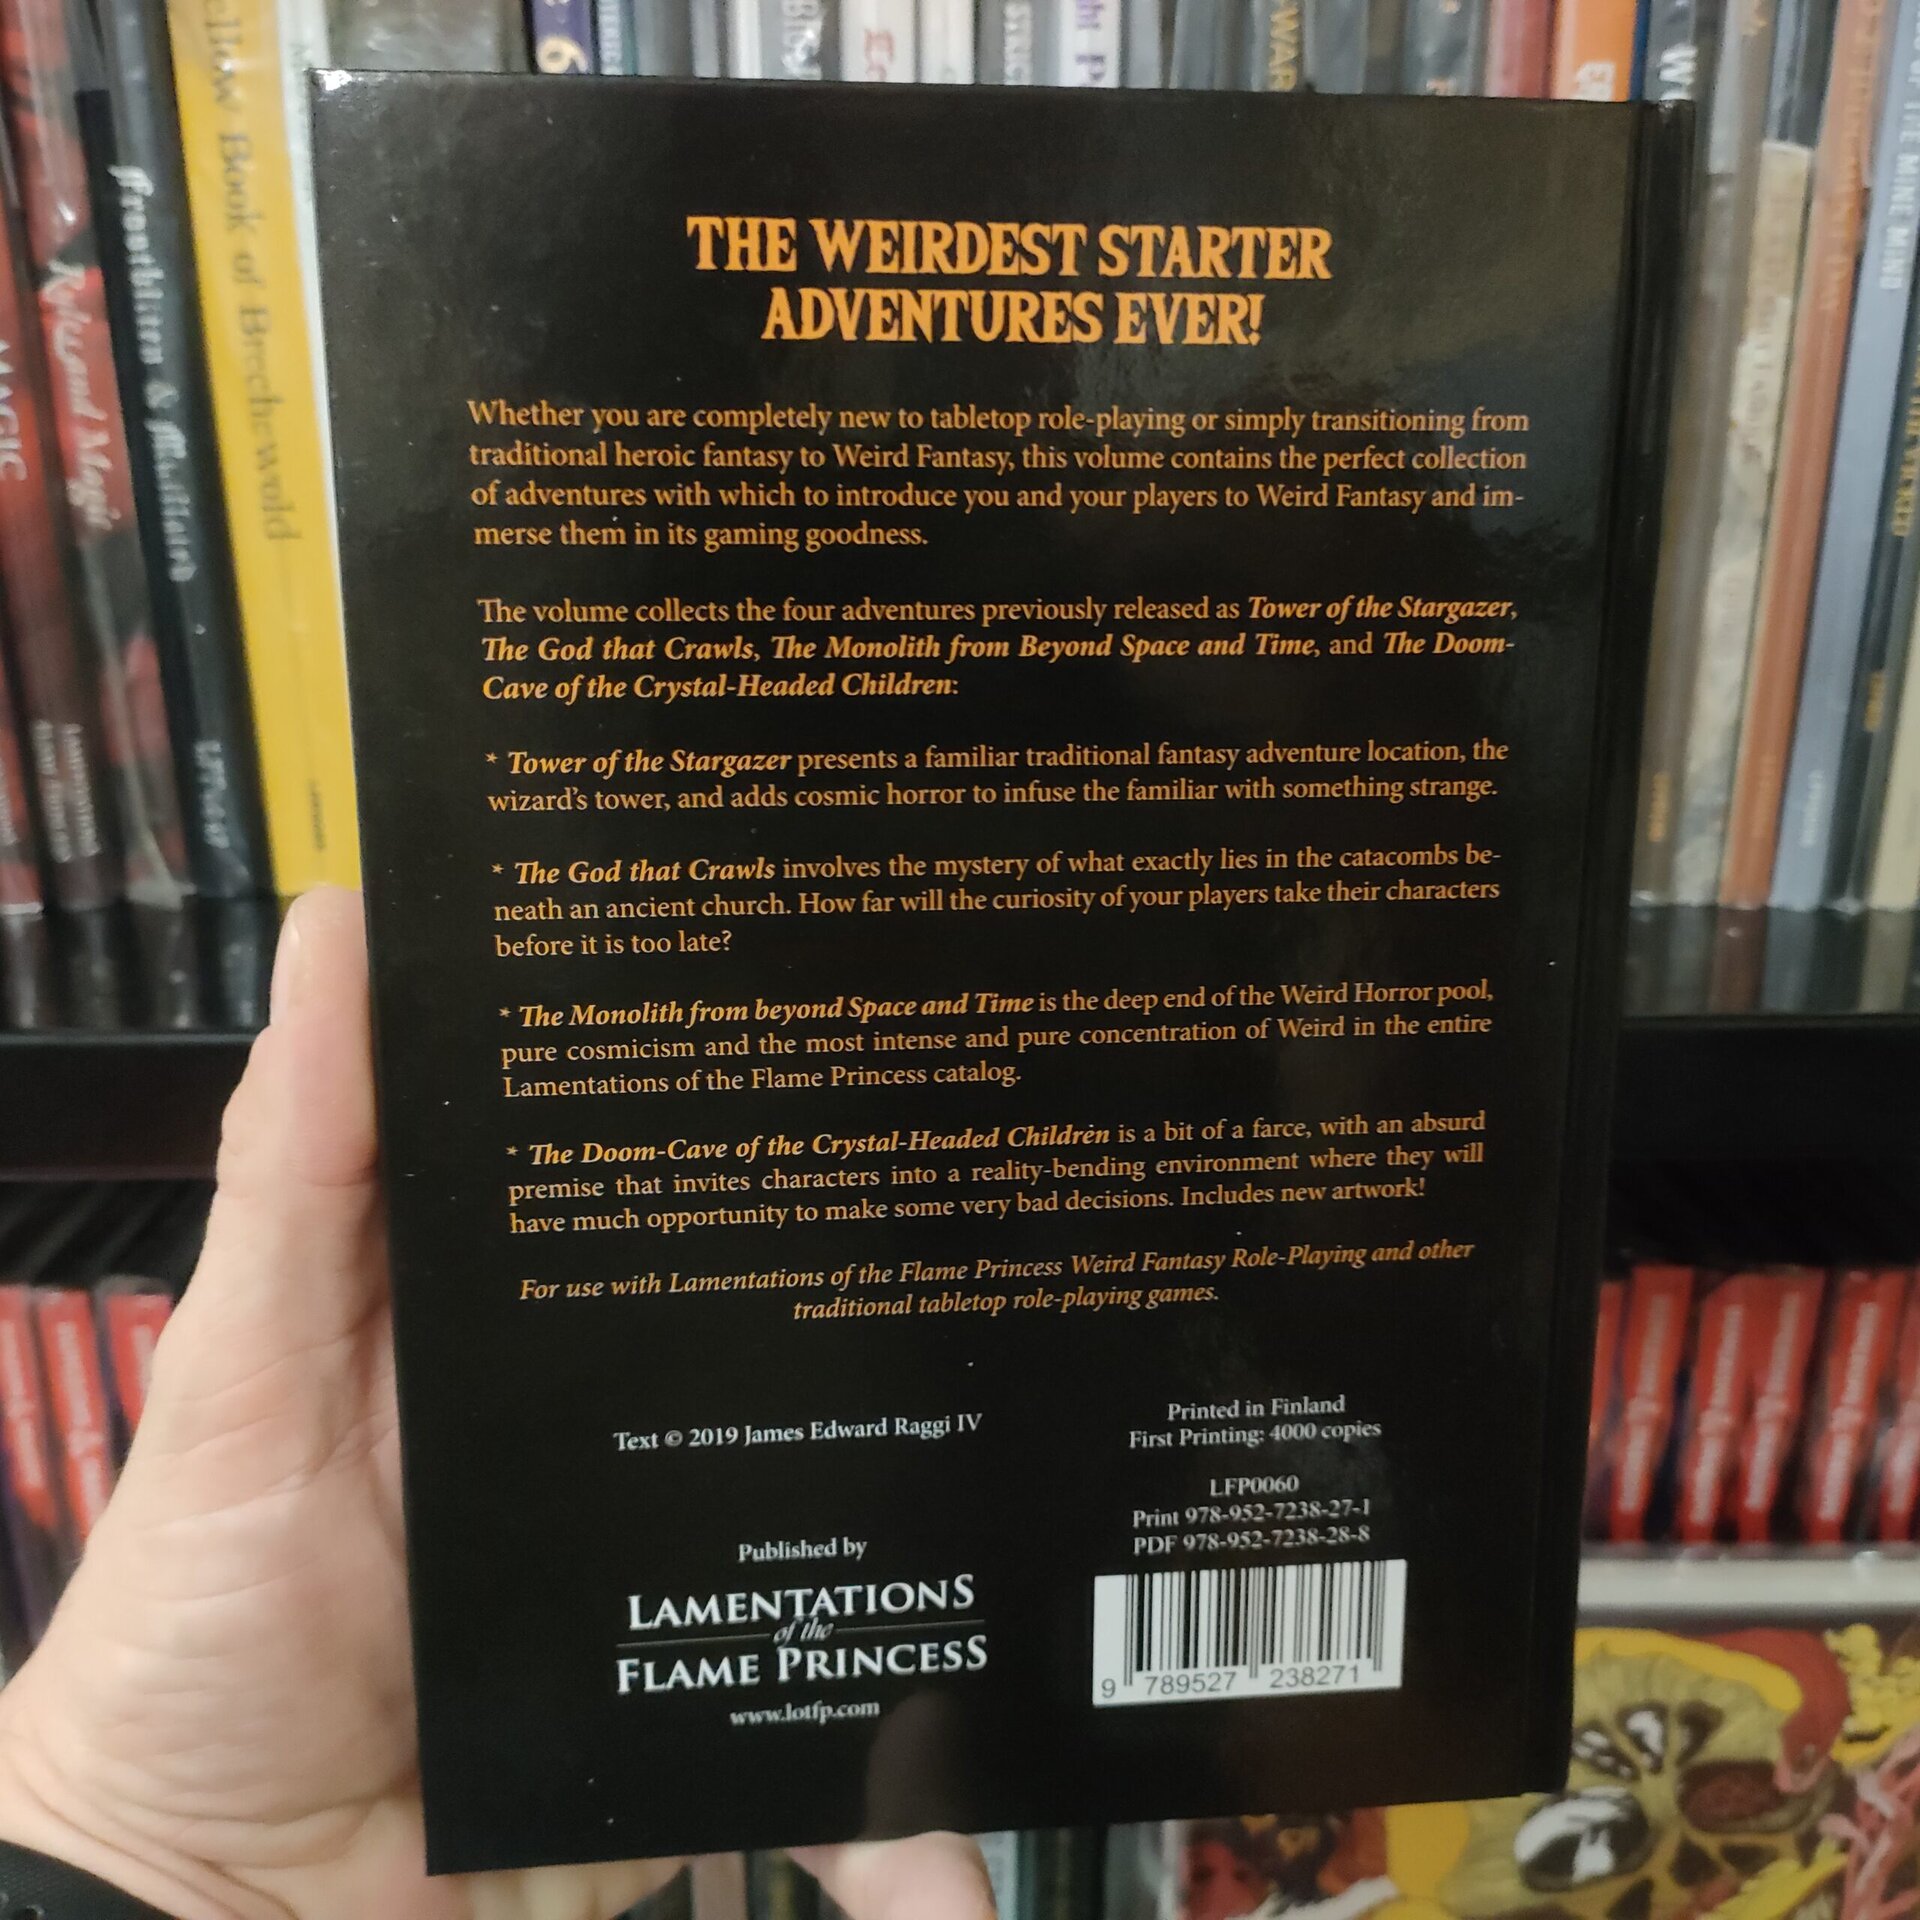 THE WEIRDEST STARTER
ADVENTURES EVER!
Whether you are completely new to tabletop role-playing or simply transitioning from
traditional heroic fantasy to Weird Fantasy, this volume contains the perfect collection
of adventures with which to introduce you and your players to Weird Fantasy and im-
merse them in its gaming goodness.
The volume collects the four adventures previously released as Tower of the Stargazer,
The God that Crawls, The Monolith from Beyond Space and Time, and The Doom-
Cave of the Crystal-Headed Children:
* Tower of the Stargazer presents a familiar traditional fantasy adventure location, the
wizard's tower, and adds cosmic horror to infuse the familiar with something strange.
* The God that Crawls involves the mystery of what exactly lies in the catacombs be-
neath an ancient church. How far will the curiosity of your players take their characters
before it is too late?
* The Monolith from beyond Space and Time is the deep end of the Weird Horror pool,
pure cosmicism and the most intense and pure concentration of Weird in the entire
Lamentations of the Flame Princess catalog.
* The Doom-Cave of the Crystal-Headed Children is a bit of a farce, with an absurd
premise that invites characters into a reality-bending environment where they will
have much opportunity to make some very bad decisions. Includes new artwork!
For use with Lamentations of the Flame Princess Weird Fantasy Role-Playing and other
traditional tabletop role-playing games.
Text © 2019 James Edward Raggi IV
Printed in Finland
First Printing: 4000 copies
LFP0060
Print 978-952-7238-27-1
PDF 978-952-7238-28-8
Published by
LAMENTATIONS
of the
FLAME PRINCESS
www.lotfp.com
9 789527 238271
MAGIC
Frostbitten & Mutilated
Book of Brechewold
6
THE MINE MIND